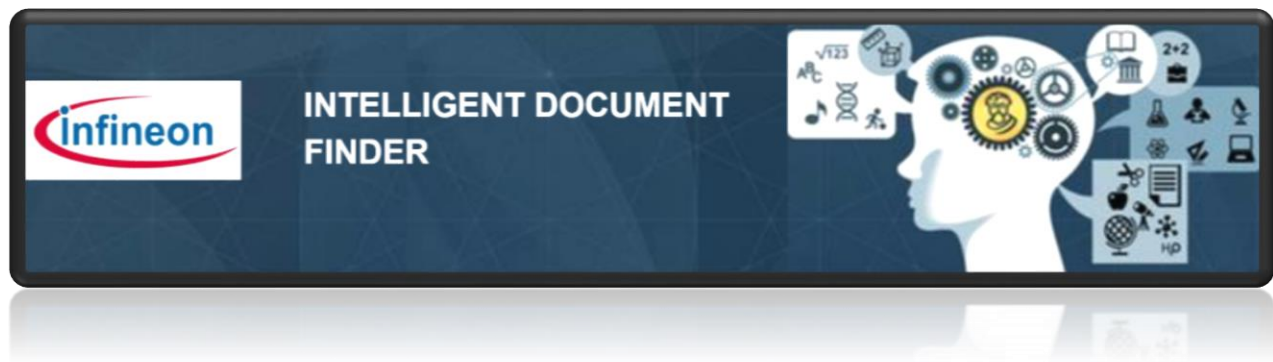 infineon
INTELLIGENT DOCUMENT
FINDER
√123
ABC
2+2